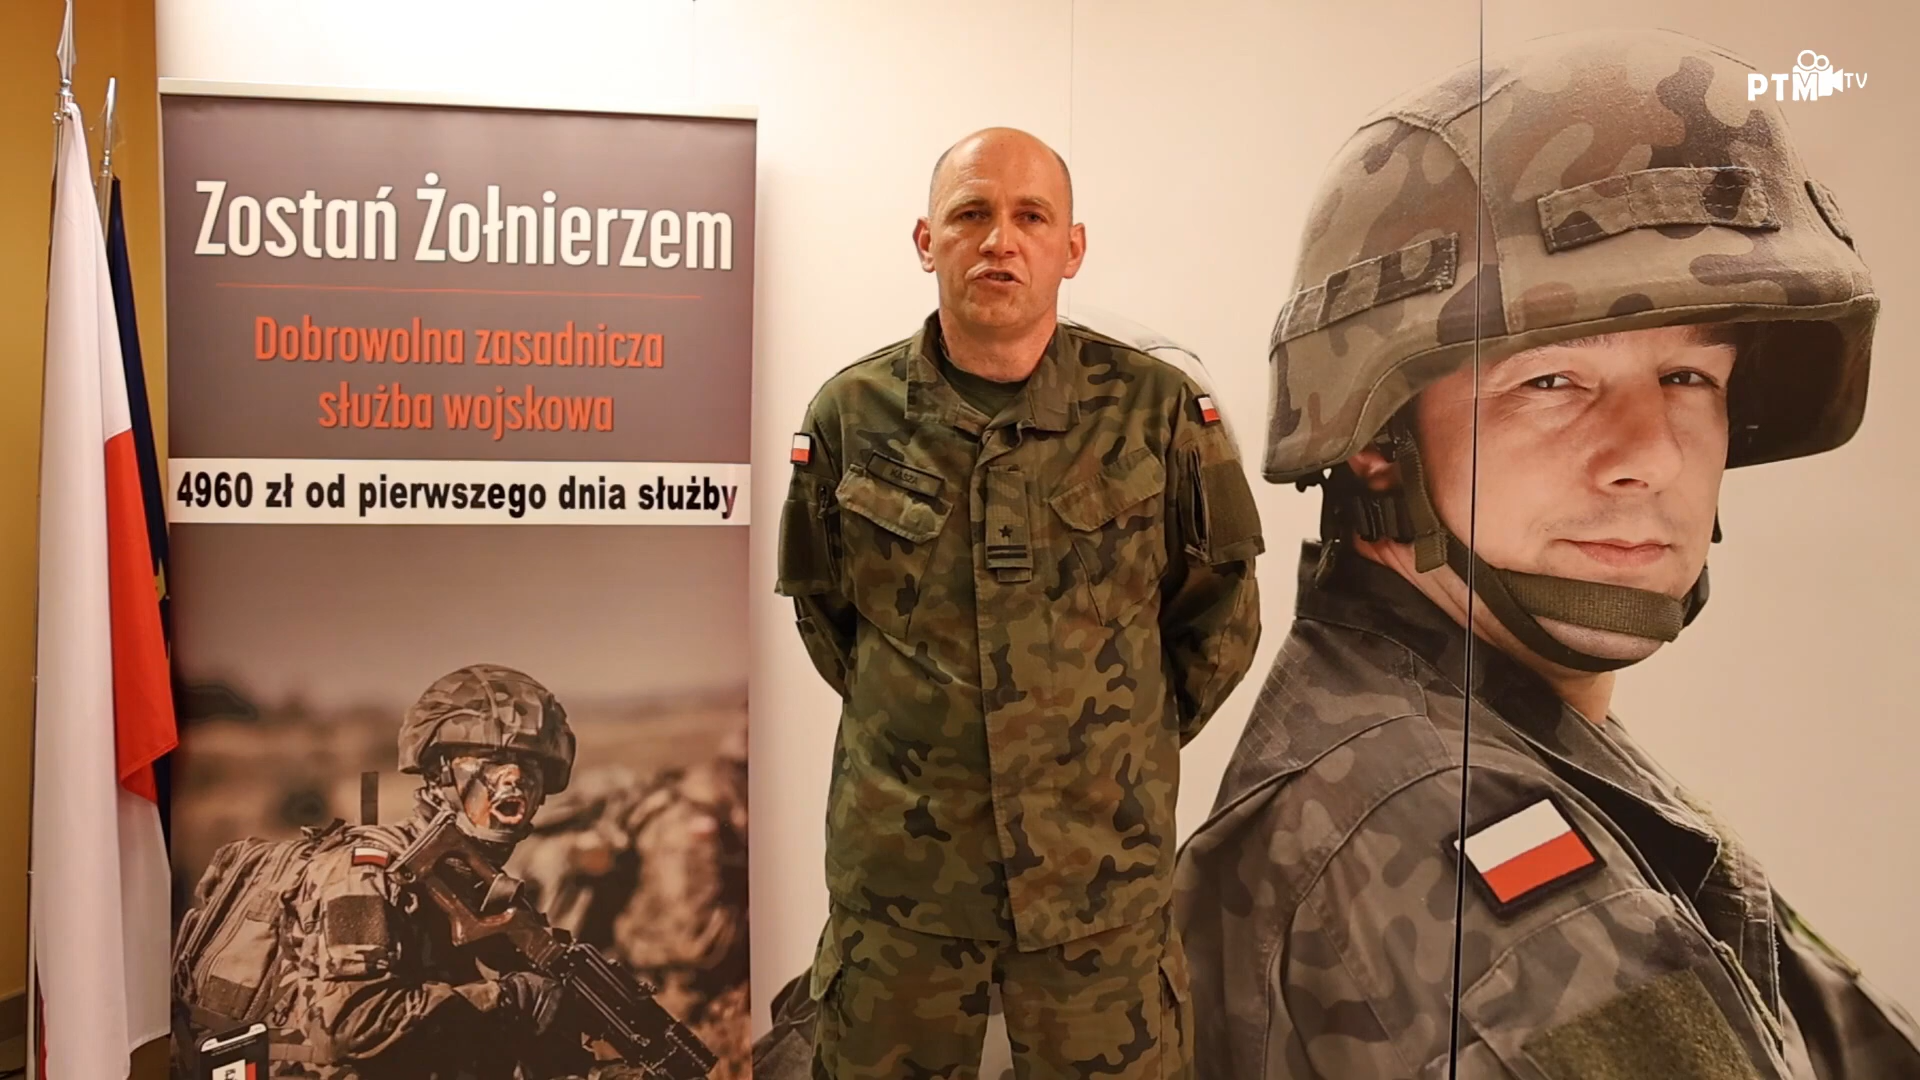 Zostań Żołnierzem
Dobrowolna zasadnicza
służba wojskowa
4960 zł od pierwszego dnia służby
PTM TV